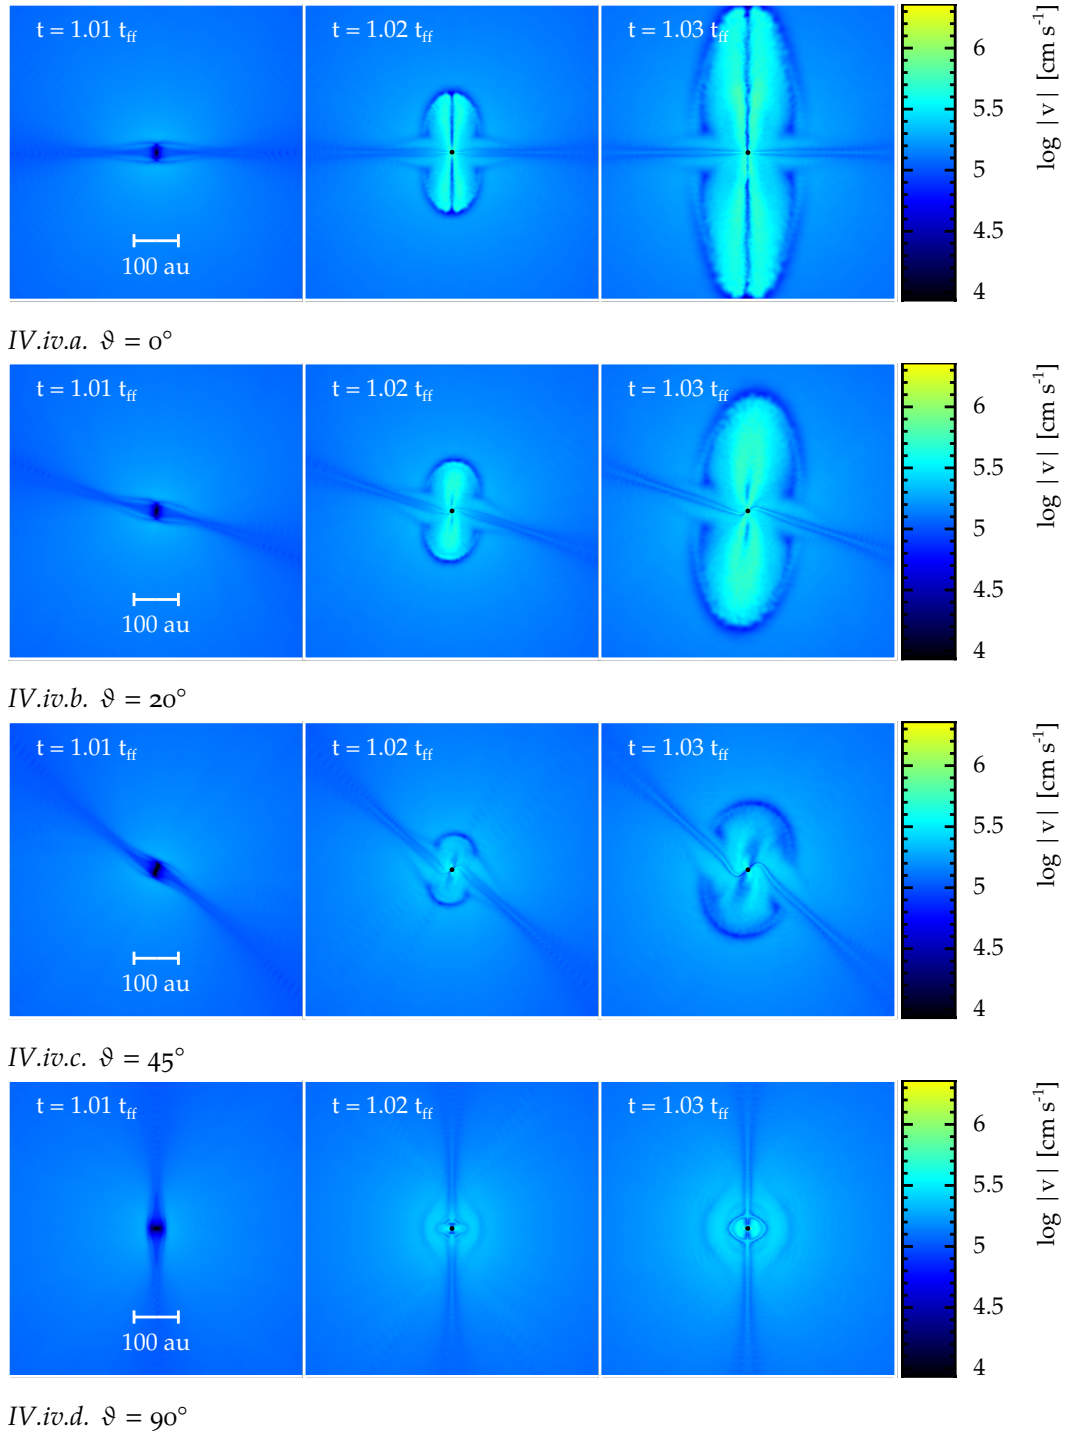 t = 1.01 t_ff t = 1.02 t_ff t = 1.03 t_ff
6
5.5
5
4.5
4
log | v | [cm s⁻¹]
100 au
IV.iv.a. ϑ = 0°
t = 1.01 t_ff t = 1.02 t_ff t = 1.03 t_ff
6
5.5
5
4.5
4
log | v | [cm s⁻¹]
100 au
IV.iv.b. ϑ = 20°
t = 1.01 t_ff t = 1.02 t_ff t = 1.03 t_ff
6
5.5
5
4.5
4
log | v | [cm s⁻¹]
100 au
IV.iv.c. ϑ = 45°
t = 1.01 t_ff t = 1.02 t_ff t = 1.03 t_ff
6
5.5
5
4.5
4
log | v | [cm s⁻¹]
100 au
IV.iv.d. ϑ = 90°